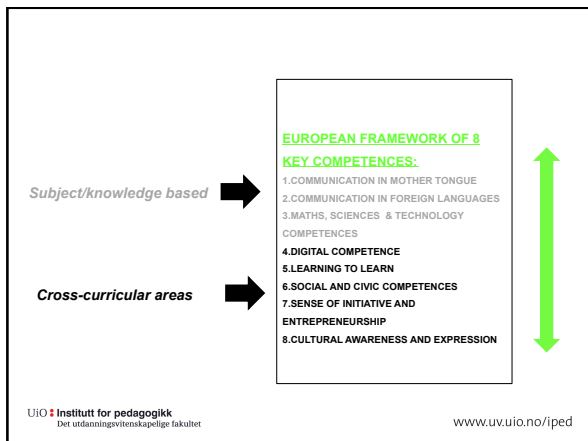 EUROPEAN FRAMEWORK OF 8
KEY COMPETENCES:
1.COMMUNICATION IN MOTHER TONGUE
2.COMMUNICATION IN FOREIGN LANGUAGES
3.MATHS, SCIENCES & TECHNOLOGY
COMPETENCES
4.DIGITAL COMPETENCE
5.LEARNING TO LEARN
6.SOCIAL AND CIVIC COMPETENCES
7.SENSE OF INITIATIVE AND
ENTREPRENEURSHIP
8.CULTURAL AWARENESS AND EXPRESSION
Subject/knowledge based
Cross-curricular areas
UiO Institutt for pedagogikk
Det utdanningsvitenskapelige fakultet
www.uv.uio.no/iped